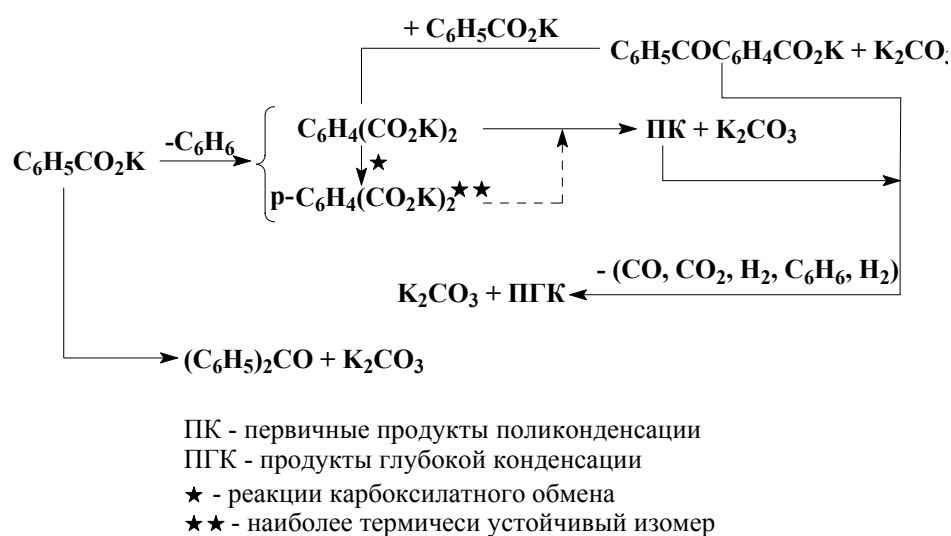 + C₆H₅CO₂K
C₆H₅COC₆H₄CO₂K + K₂CO₃
-C₆H₆
C₆H₄(CO₂K)₂
ПК + K₂CO₃
C₆H₅CO₂K
★
p-C₆H₄(CO₂K)₂★★
- (CO, CO₂, H₂, C₆H₆, H₂)
K₂CO₃ + ПГК
(C₆H₅)₂CO + K₂CO₃
ПК - первичные продукты поликонденсации
ПГК - продукты глубокой конденсации
★ - реакции карбоксилатного обмена
★★ - наиболее термичеси устойчивый изомер